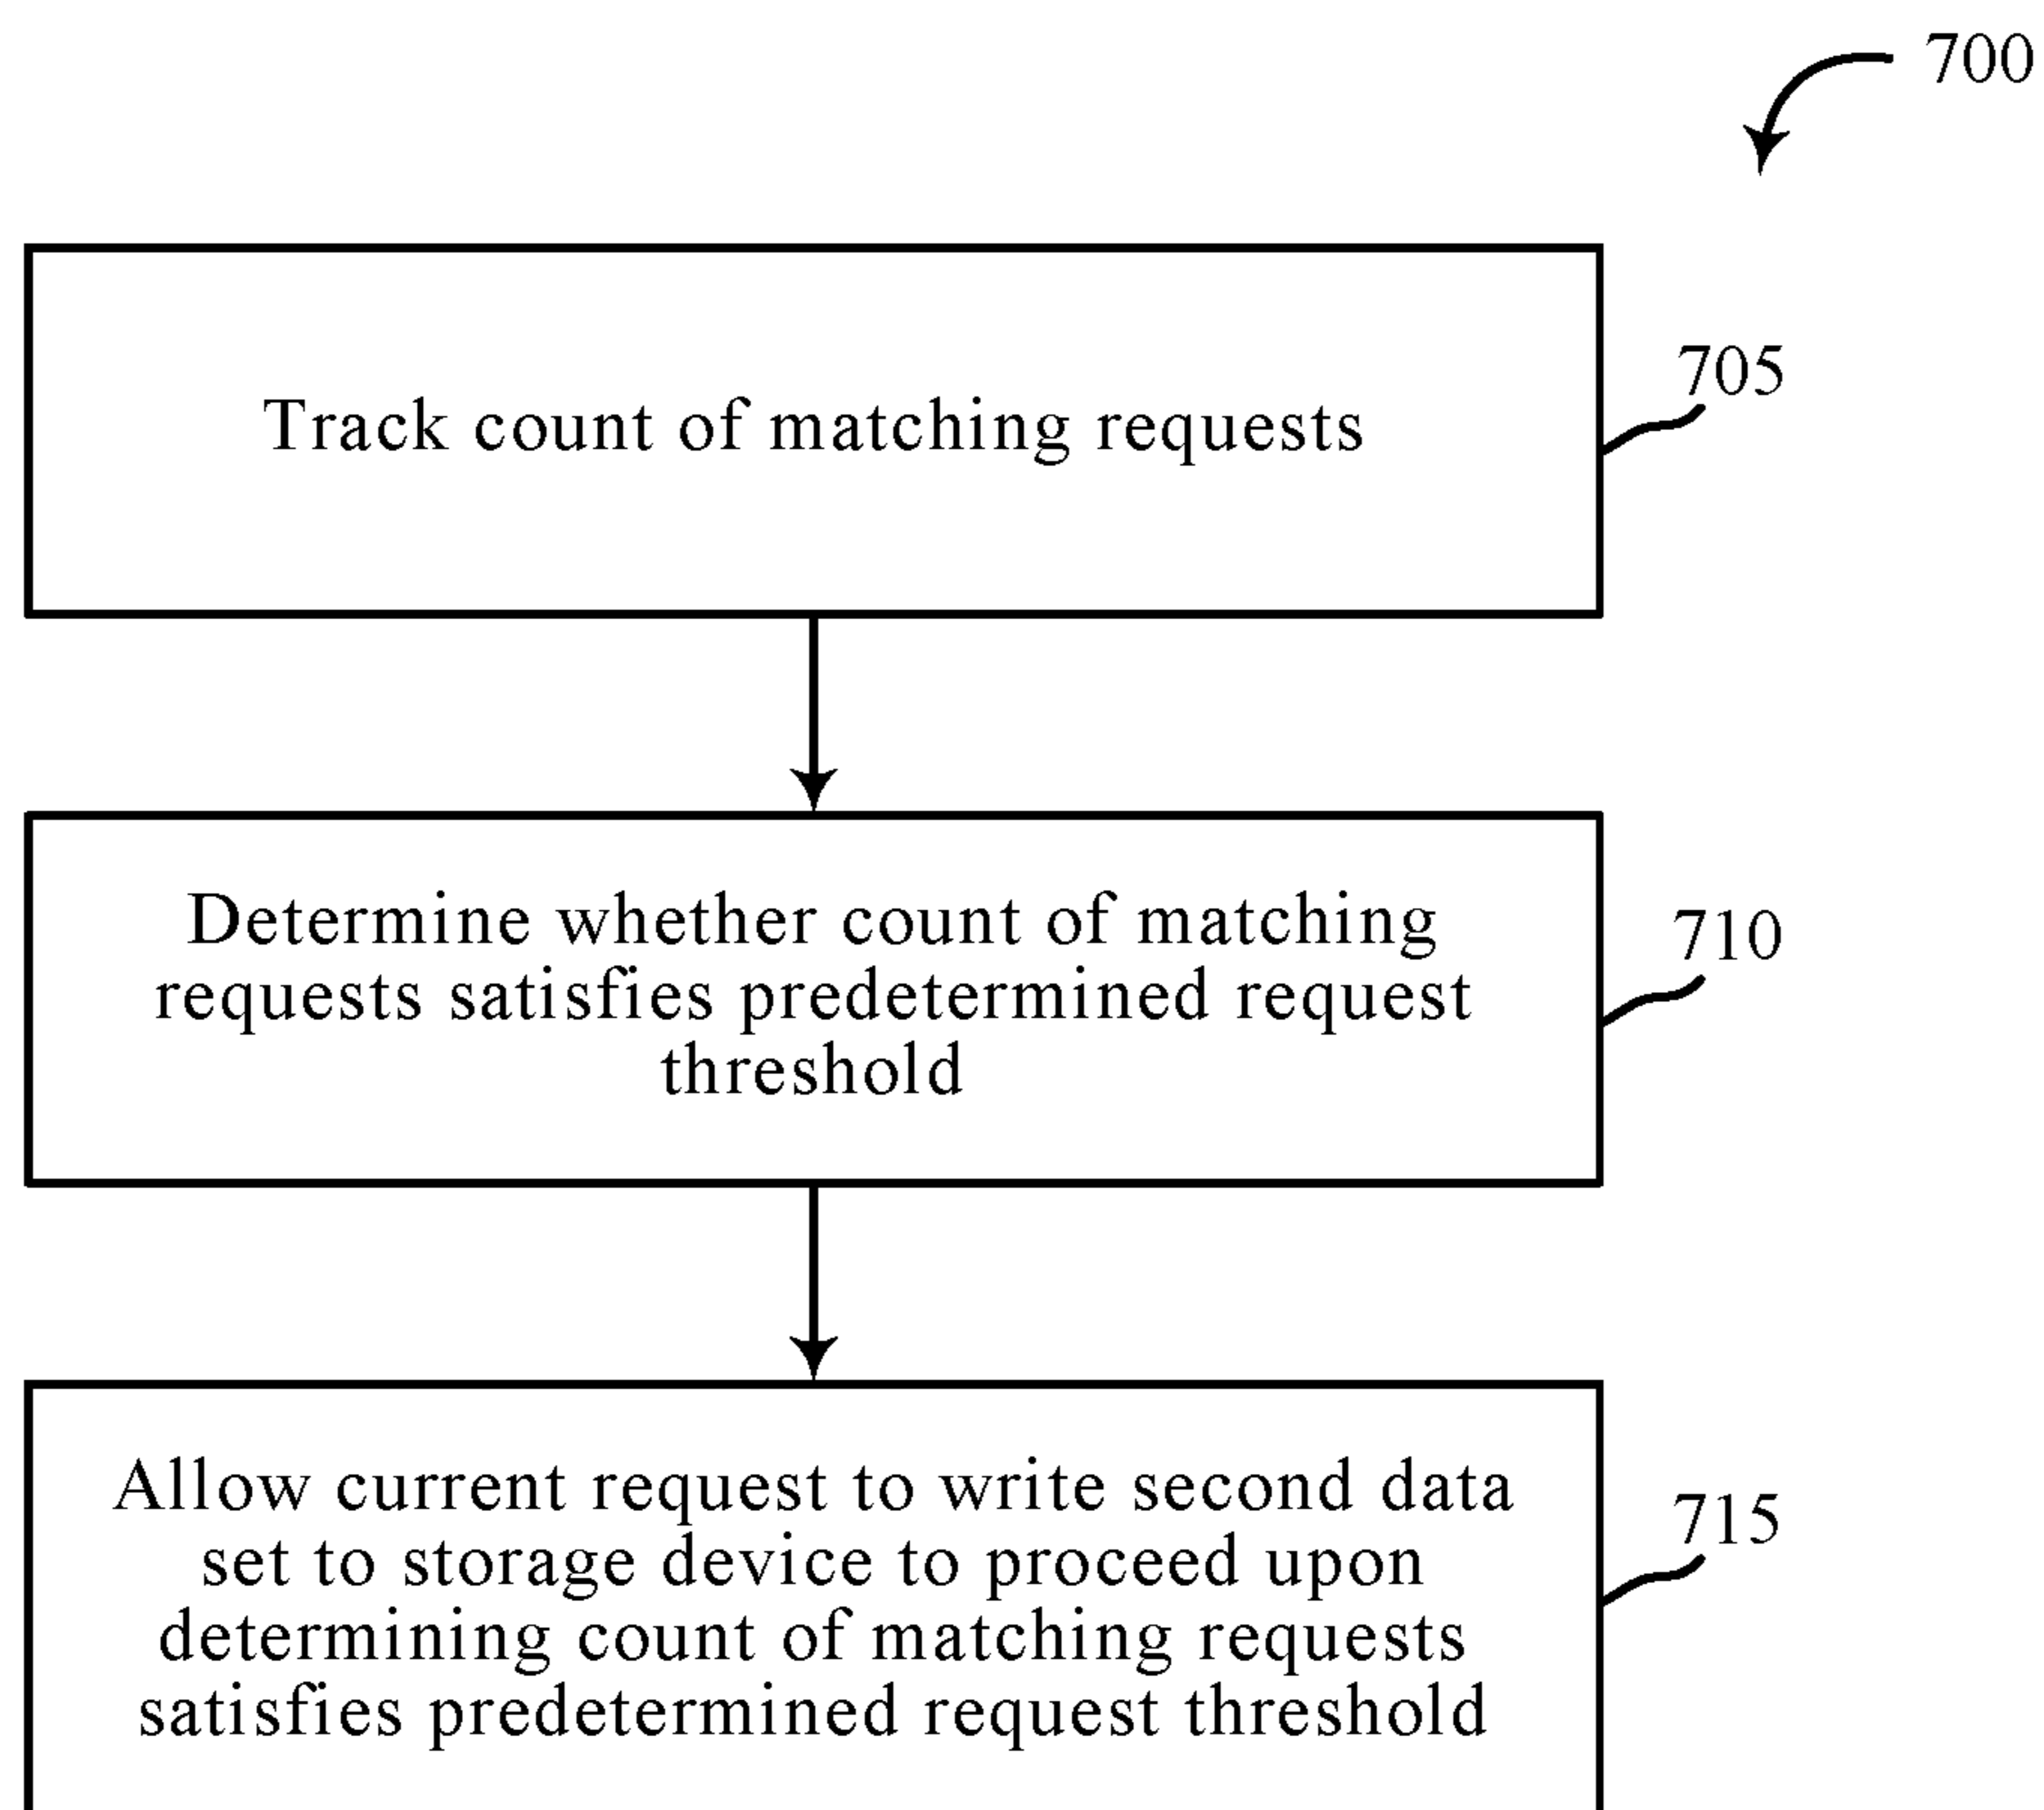 700
Track count of matching requests
705
Determine whether count of matching
requests satisfies predetermined request
threshold
710
Allow current request to write second data
set to storage device to proceed upon
determining count of matching requests
satisfies predetermined request threshold
715